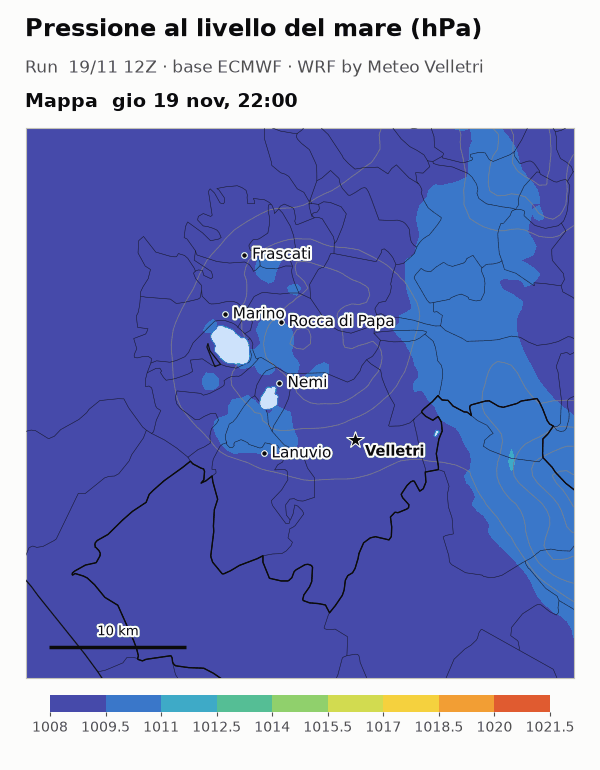 Pressione al livello del mare (hPa)
Run  19/11 12Z · base ECMWF · WRF by Meteo Velletri
Mappa  gio 19 nov, 22:00
Frascati
Marino
Rocca di Papa
Nemi
Velletri
Lanuvio
10 km
1008 1009.5 1011 1012.5 1014 1015.5 1017 1018.5 1020 1021.5